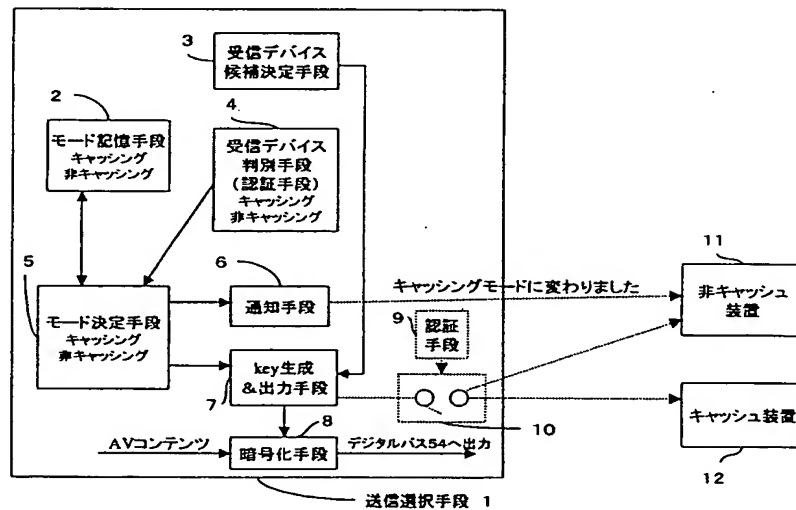 3
受信デバイス
候補決定手段
2
モード記憶手段
キャッシング
非キャッシング
4
受信デバイス
判別手段
(認証手段)
キャッシング
非キャッシング
5
モード決定手段
キャッシング
非キャッシング
6
通知手段
キャッシングモードに変わりました
11
非キャッシュ
装置
9
認証
手段
key生成
&出力手段
7
10
キャッシュ装置
12
8
AVコンテンツ
暗号化手段
デジタルバス54へ出力
送信選択手段 1